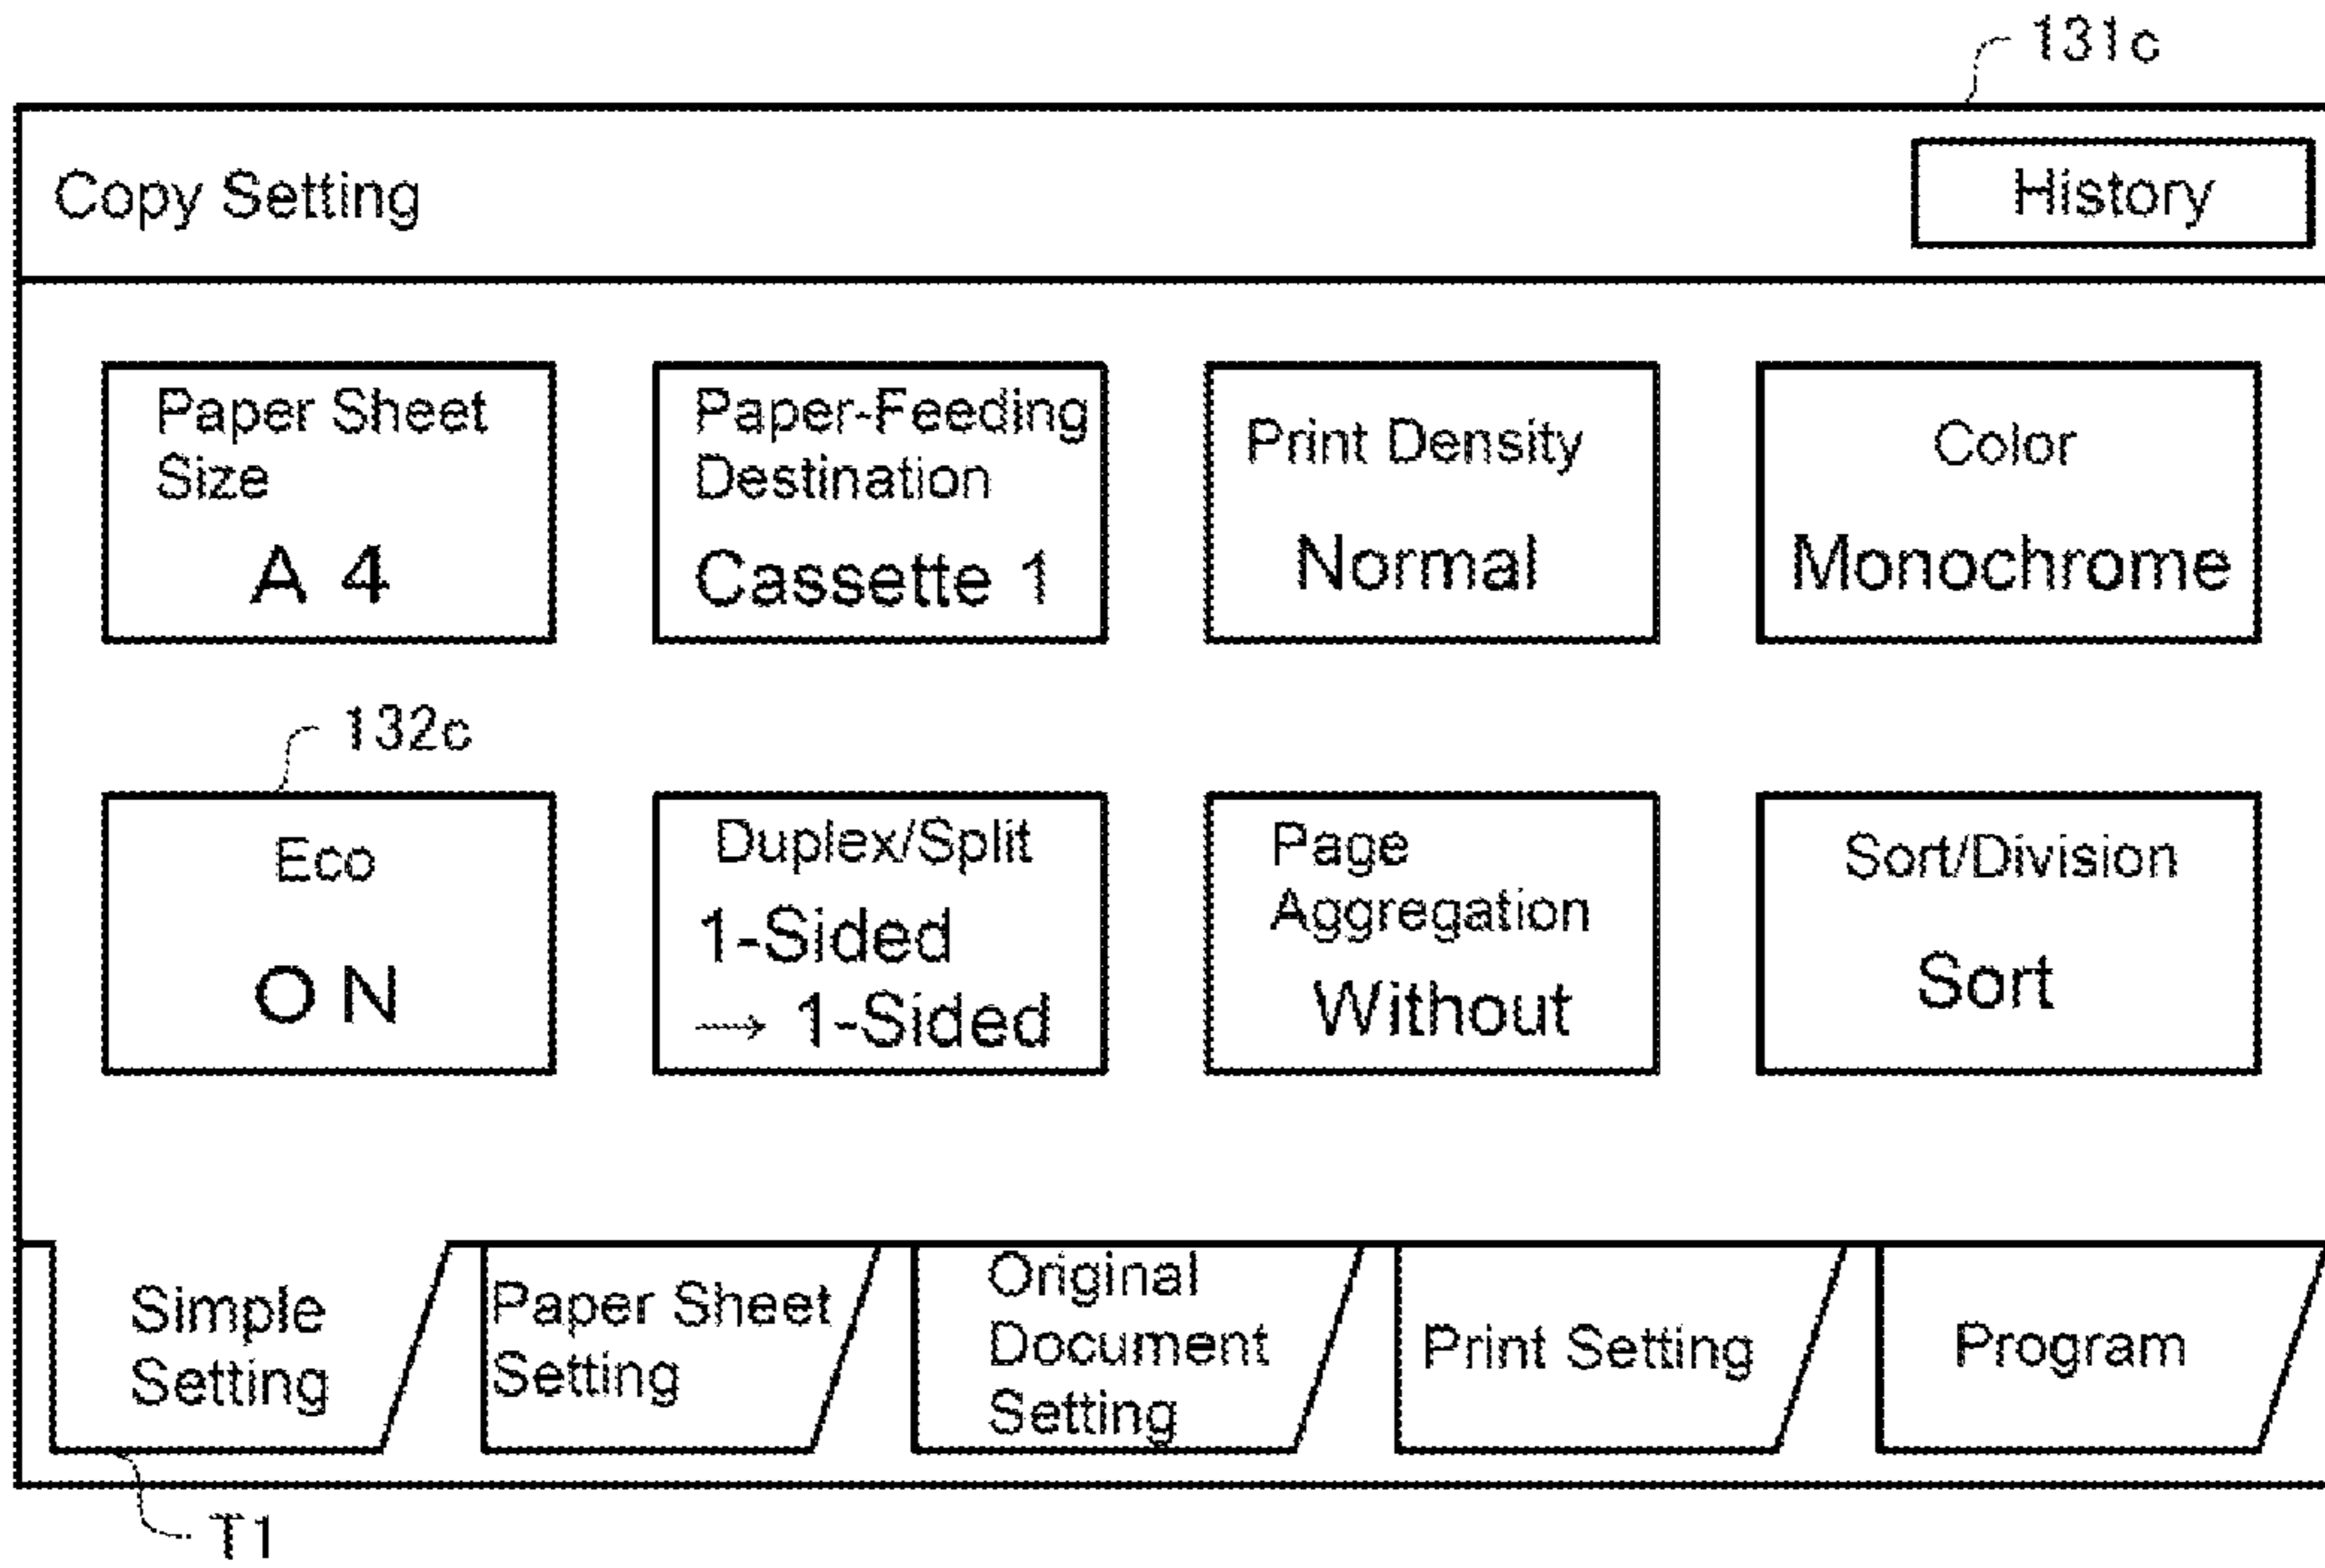 131c
Copy Setting
History
Paper Sheet
Size
A 4
Paper-Feeding
Destination
Cassette 1
Print Density
Normal
Color
Monochrome
132c
Eco
ON
Duplex/Split
1-Sided
→ 1-Sided
Page
Aggregation
Without
Sort/Division
Sort
Simple
Setting
Paper Sheet
Setting
Original
Document
Setting
Print Setting
Program
T1